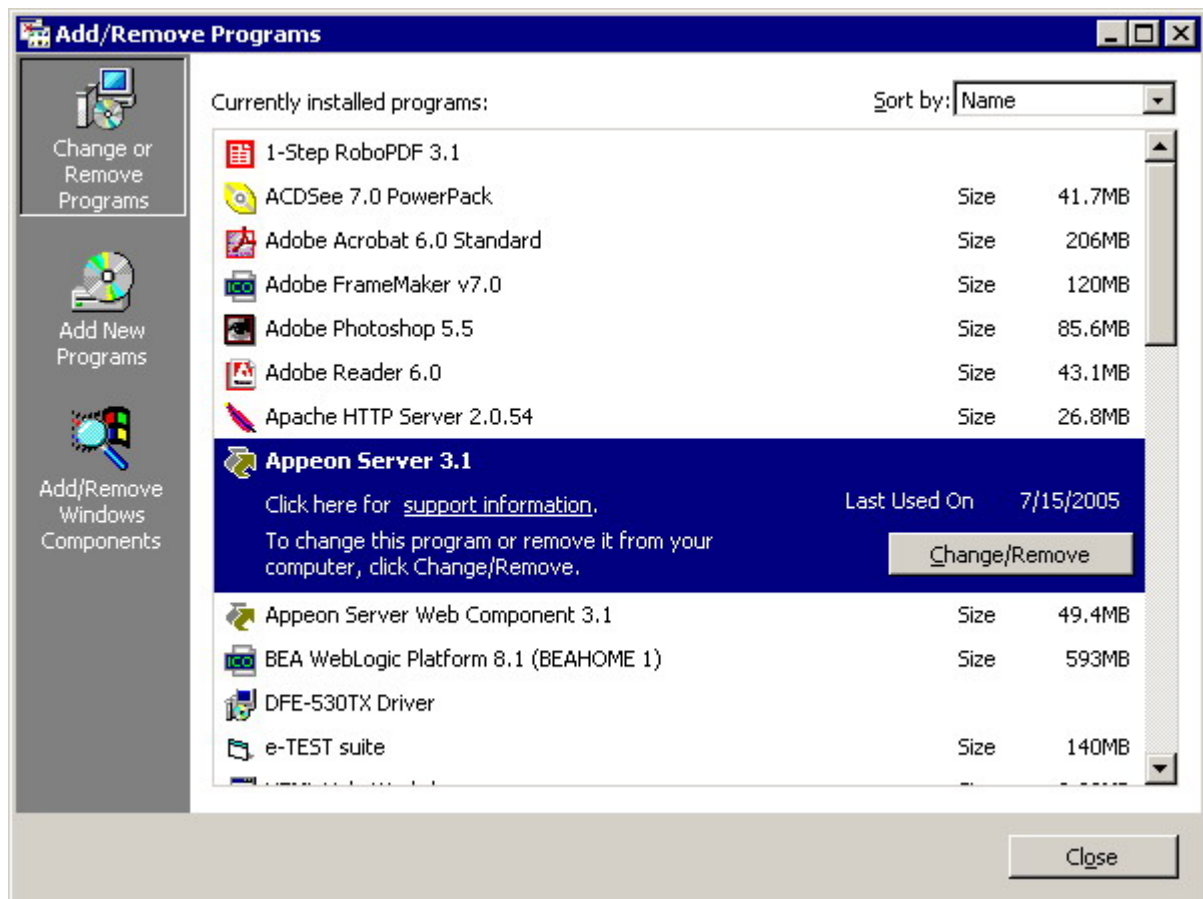 Add/Remove Programs
Change or
Remove
Programs
Add New
Programs
Add/Remove
Windows
Components
Currently installed programs:
Sort by: Name
1-Step RoboPDF 3.1
ACDSee 7.0 PowerPack Size 41.7MB
Adobe Acrobat 6.0 Standard Size 206MB
ICO Adobe FrameMaker v7.0 Size 120MB
Adobe Photoshop 5.5 Size 85.6MB
Adobe Reader 6.0 Size 43.1MB
Apache HTTP Server 2.0.54 Size 26.8MB
Appeon Server 3.1
Click here for support information. Last Used On 7/15/2005
To change this program or remove it from your
computer, click Change/Remove.
Change/Remove
Appeon Server Web Component 3.1 Size 49.4MB
ICO BEA WebLogic Platform 8.1 (BEAHOME 1) Size 593MB
DFE-530TX Driver
e-TEST suite Size 140MB
Close